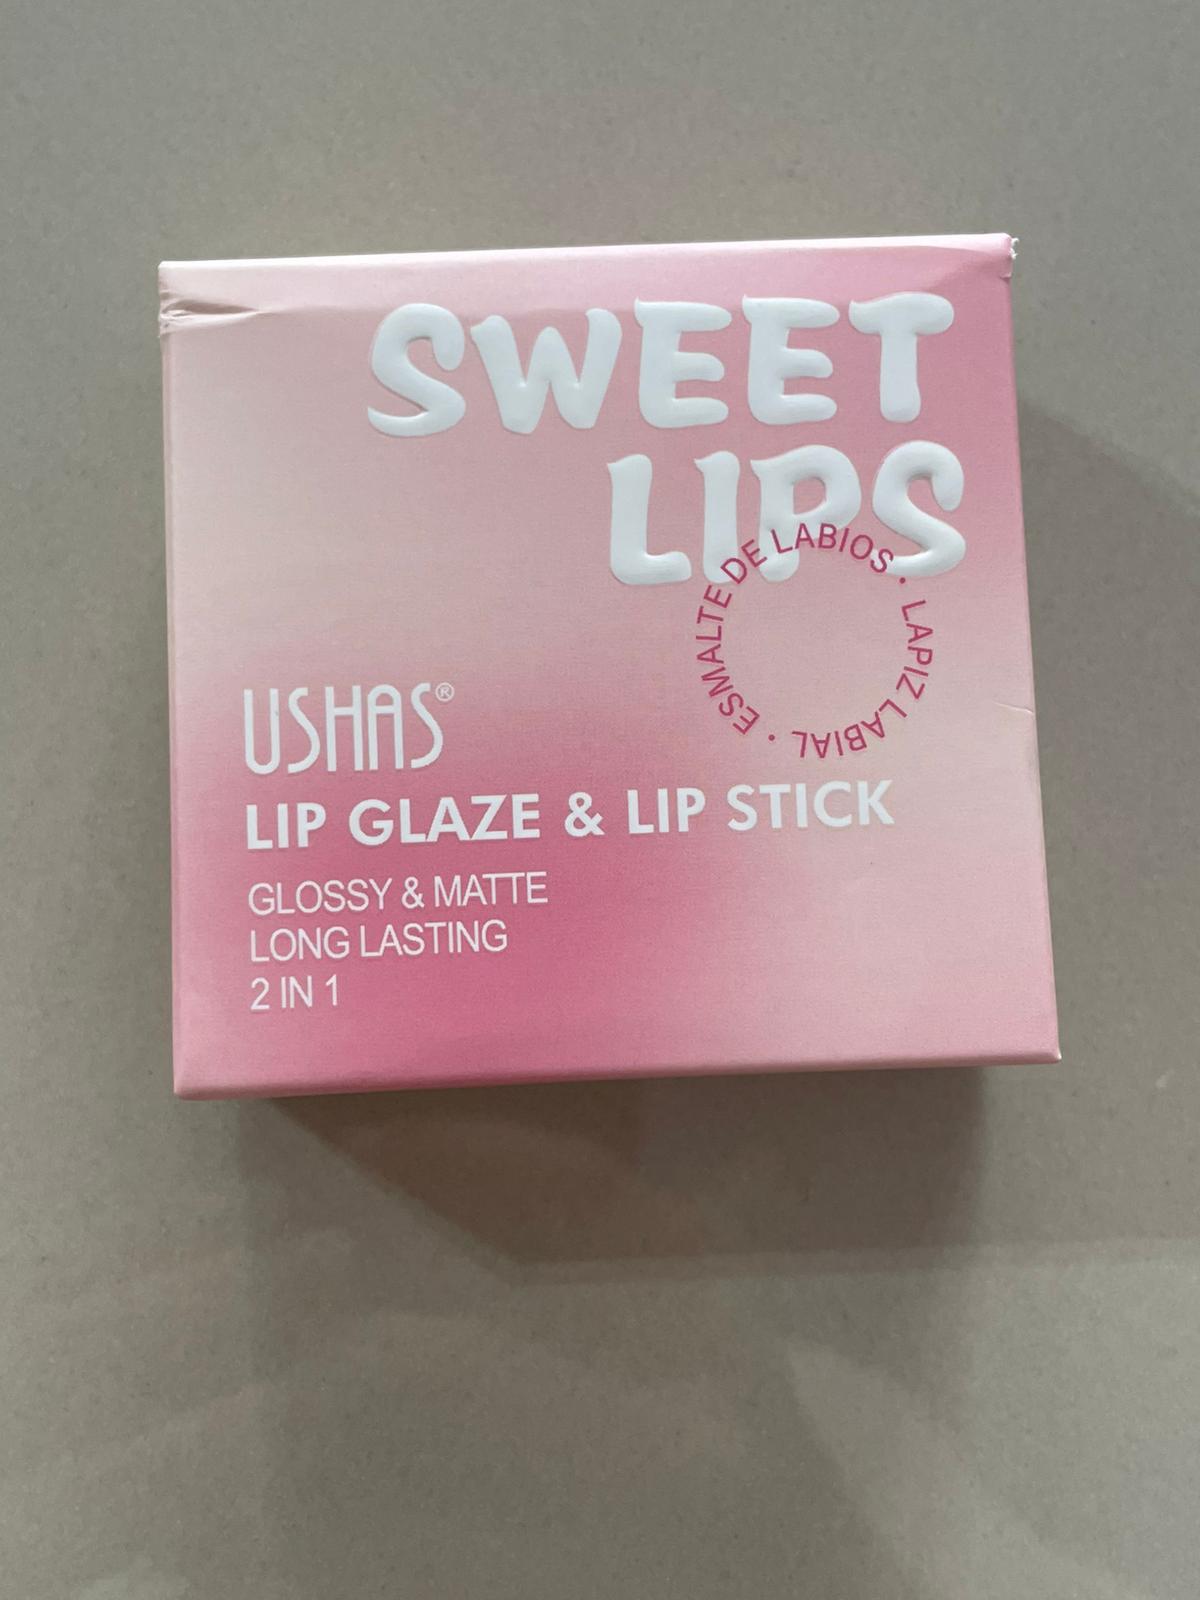 SWEET
LIPS
ESMALTE DE LABIOS · LAPIZ LABIAL ·
USHAS®
LIP GLAZE & LIP STICK
GLOSSY & MATTE
LONG LASTING
2 IN 1